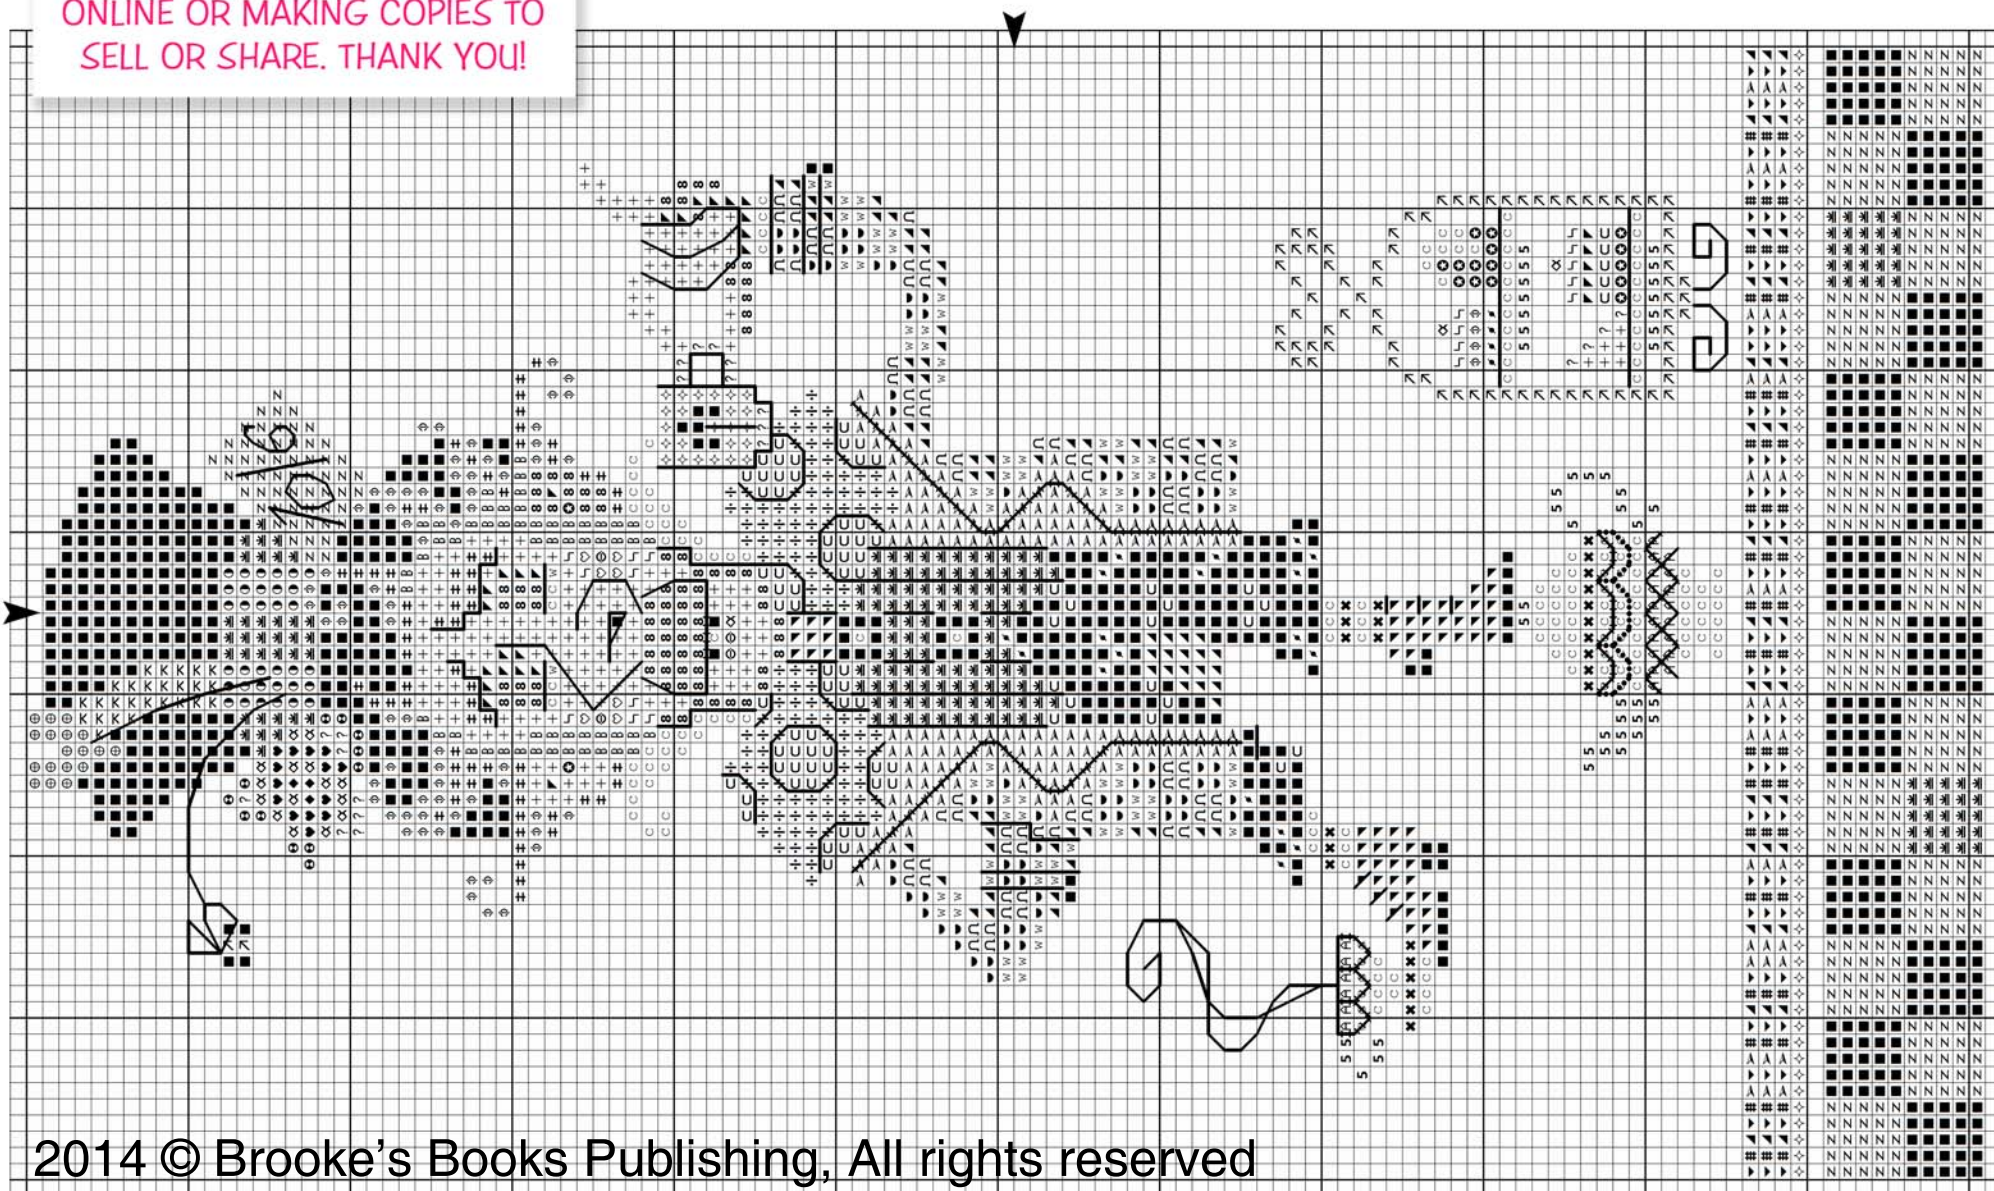 ONLINE OR MAKING COPIES TO
SELL OR SHARE. THANK YOU!
2014 © Brooke's Books Publishing, All rights reserved